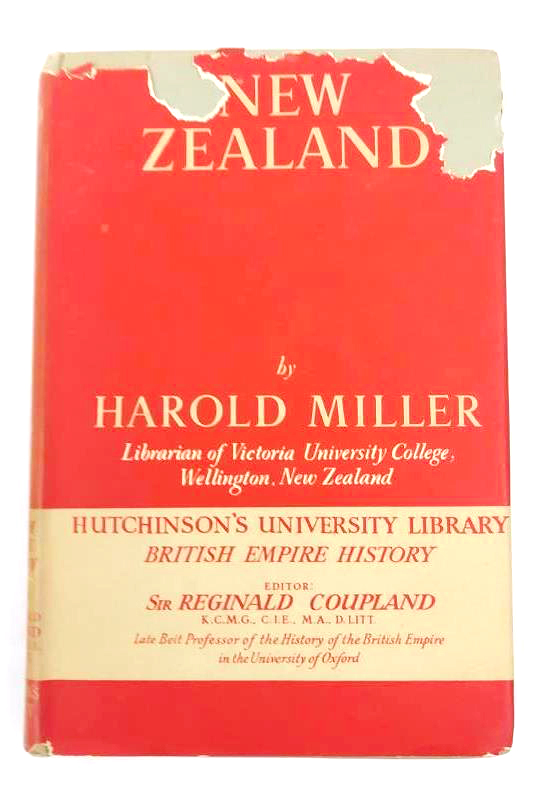 NEW
ZEALAND
by
HAROLD MILLER
Librarian of Victoria University College,
Wellington, New Zealand
HUTCHINSON'S UNIVERSITY LIBRARY
BRITISH EMPIRE HISTORY
EDITOR:
SIR REGINALD COUPLAND
K.C.M.G., C.I.E., M.A., D.LITT.
Late Beit Professor of the History of the British Empire
in the University of Oxford